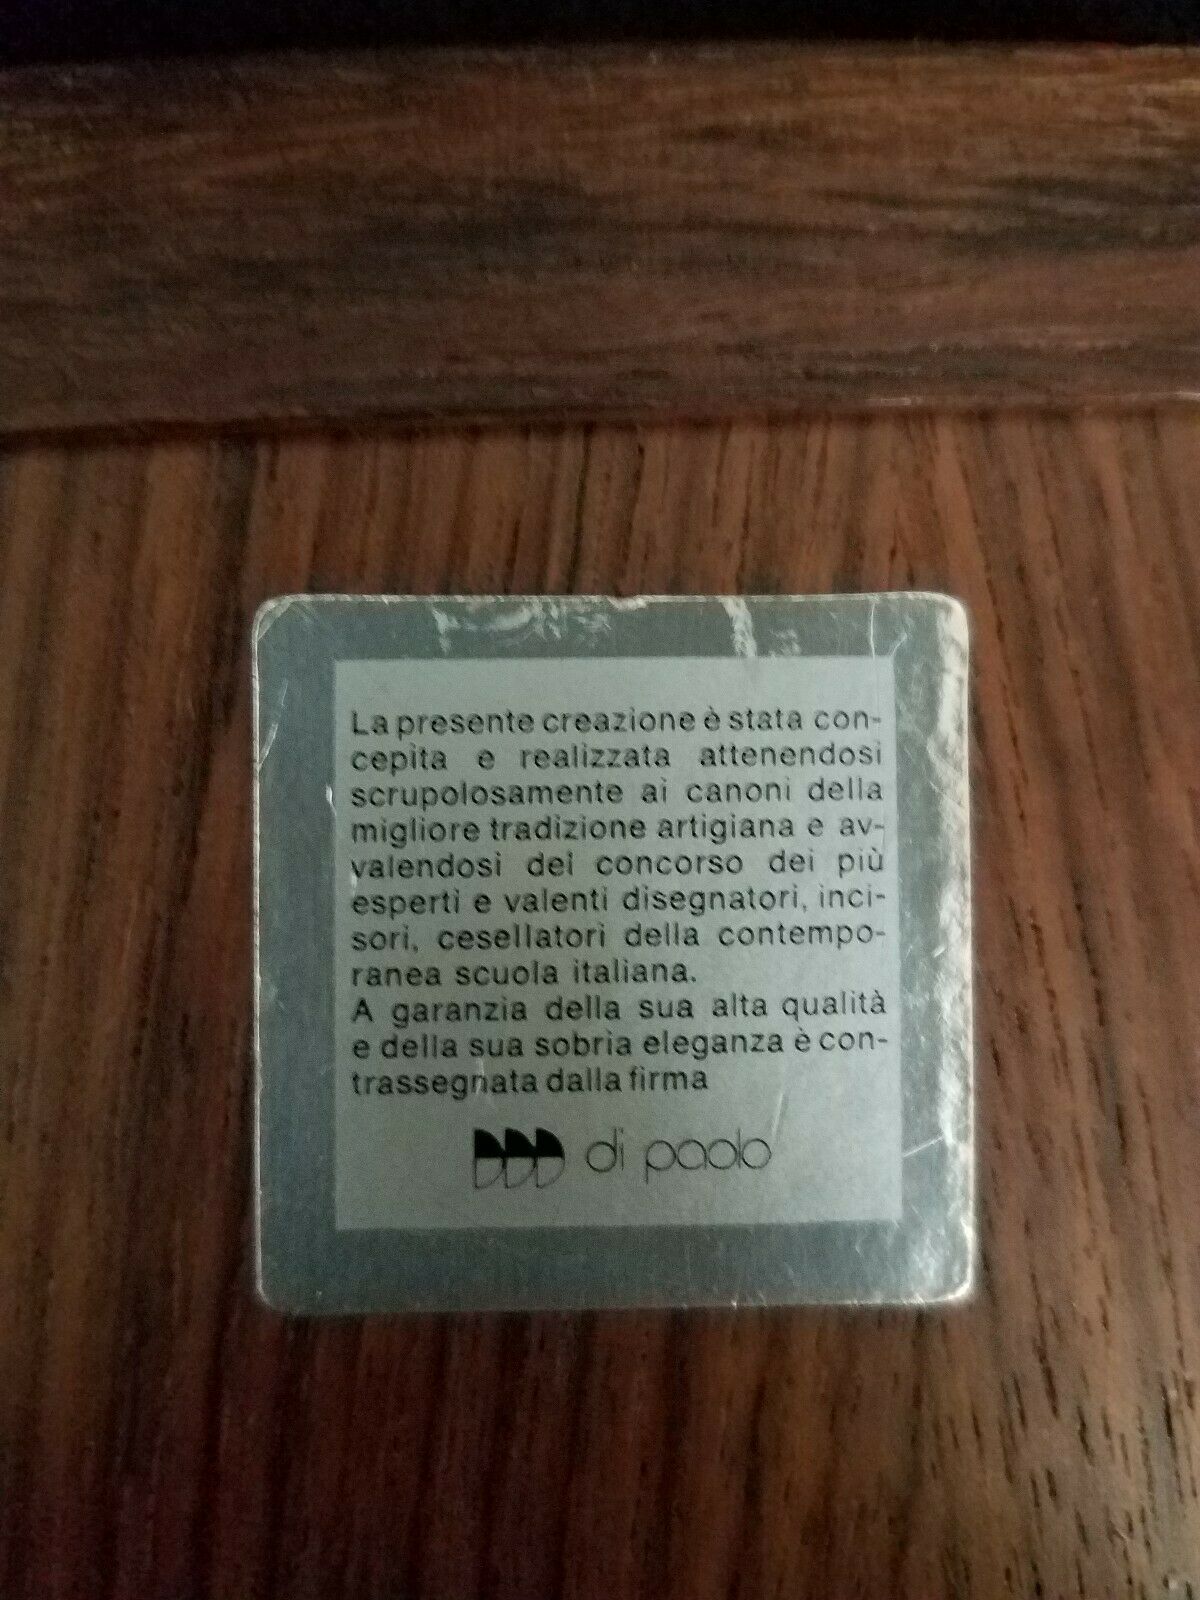 La presente creazione è stata con-
cepita e realizzata attenendosi
scrupolosamente ai canoni della
migliore tradizione artigiana e av-
valendosi del concorso dei più
esperti e valenti disegnatori, inci-
sori, cesellatori della contempo-
ranea scuola italiana.
A garanzia della sua alta qualità
e della sua sobria eleganza è con-
trassegnata dalla firma
di paolo